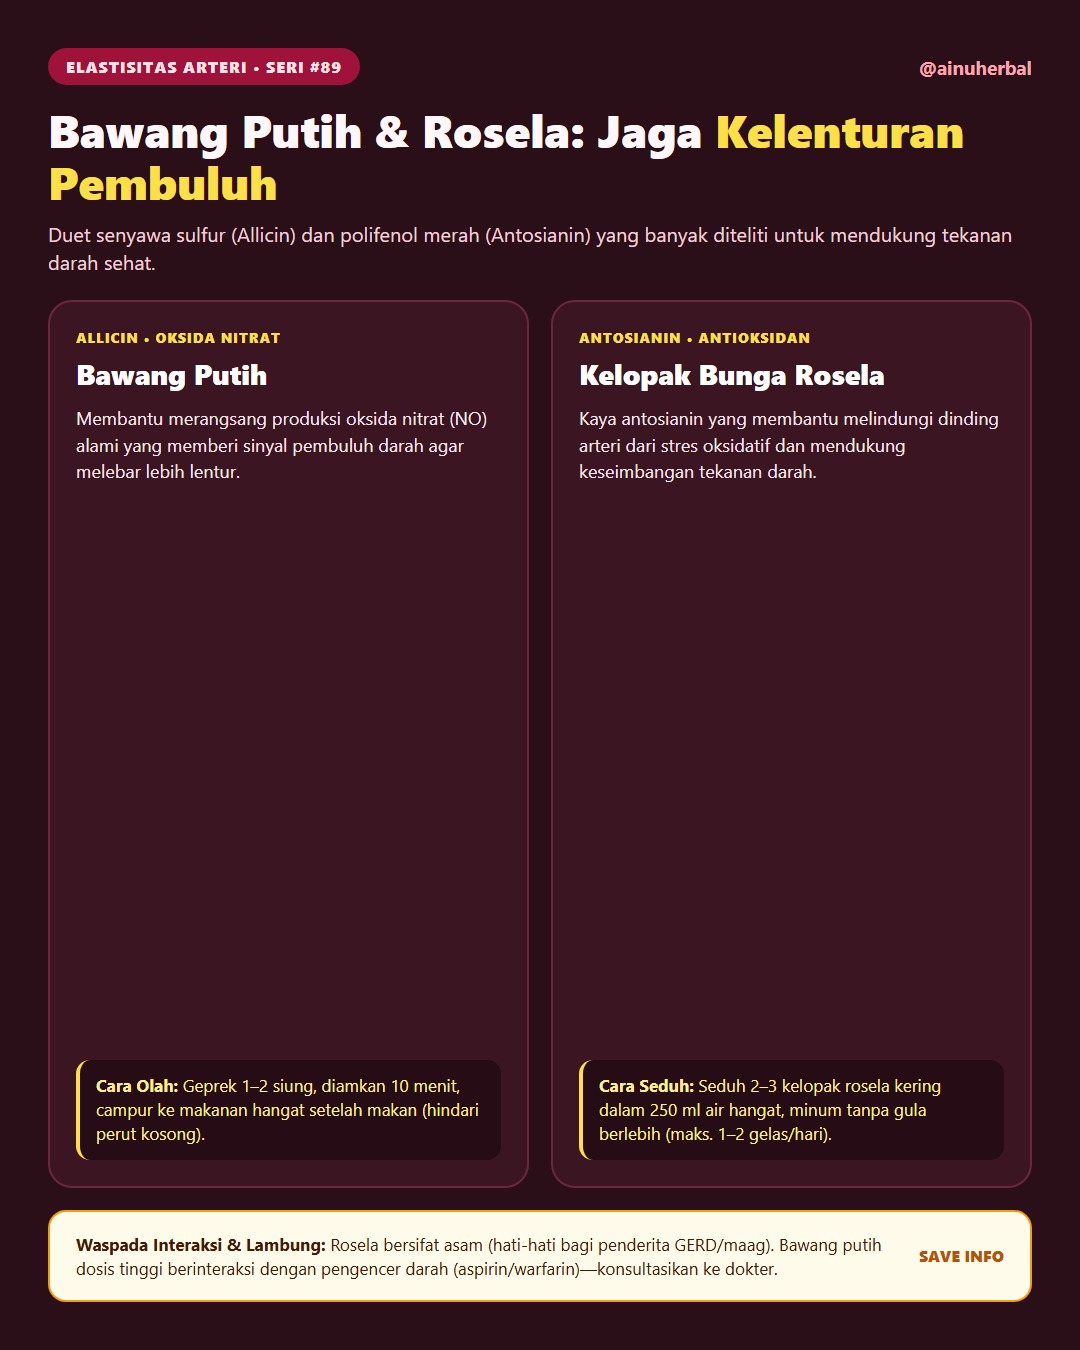 ELASTISITAS ARTERI • SERI #89
@ainuherbal
Bawang Putih & Rosela: Jaga Kelenturan
Pembuluh
Duet senyawa sulfur (Allicin) dan polifenol merah (Antosianin) yang banyak diteliti untuk mendukung tekanan
darah sehat.
ALLICIN • OKSIDA NITRAT
Bawang Putih
Membantu merangsang produksi oksida nitrat (NO)
alami yang memberi sinyal pembuluh darah agar
melebar lebih lentur.
Cara Olah: Geprek 1–2 siung, diamkan 10 menit,
campur ke makanan hangat setelah makan (hindari
perut kosong).
ANTOSIANIN • ANTIOKSIDAN
Kelopak Bunga Rosela
Kaya antosianin yang membantu melindungi dinding
arteri dari stres oksidatif dan mendukung
keseimbangan tekanan darah.
Cara Seduh: Seduh 2–3 kelopak rosela kering
dalam 250 ml air hangat, minum tanpa gula
berlebih (maks. 1–2 gelas/hari).
Waspada Interaksi & Lambung: Rosela bersifat asam (hati-hati bagi penderita GERD/maag). Bawang putih
dosis tinggi berinteraksi dengan pengencer darah (aspirin/warfarin)—konsultasikan ke dokter.
SAVE INFO